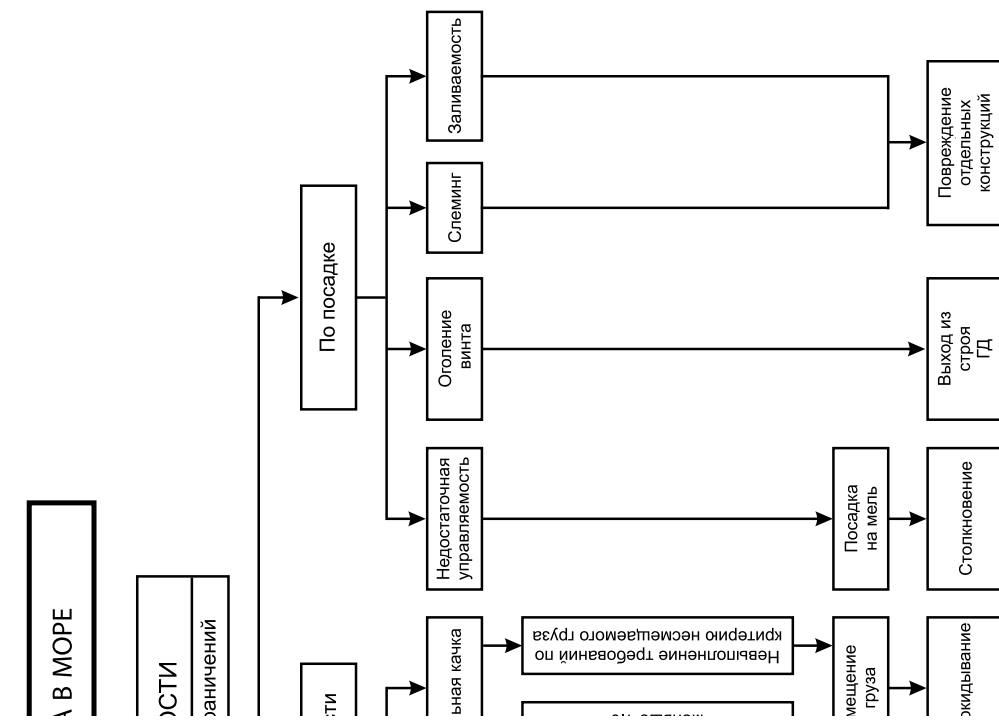 А В МОРЕ
ОСТИ
раничений
По посадке
сти
Заливаемость
Слеминг
Оголение
винта
Недостаточная
управляемость
ьная качка
Невыполнение требований по
критерию несмещаемого груза
Посадка
на мель
мещение
груза
Повреждение
отдельных
конструкций
Выход из
строя
ГД
Столкновение
окидывание